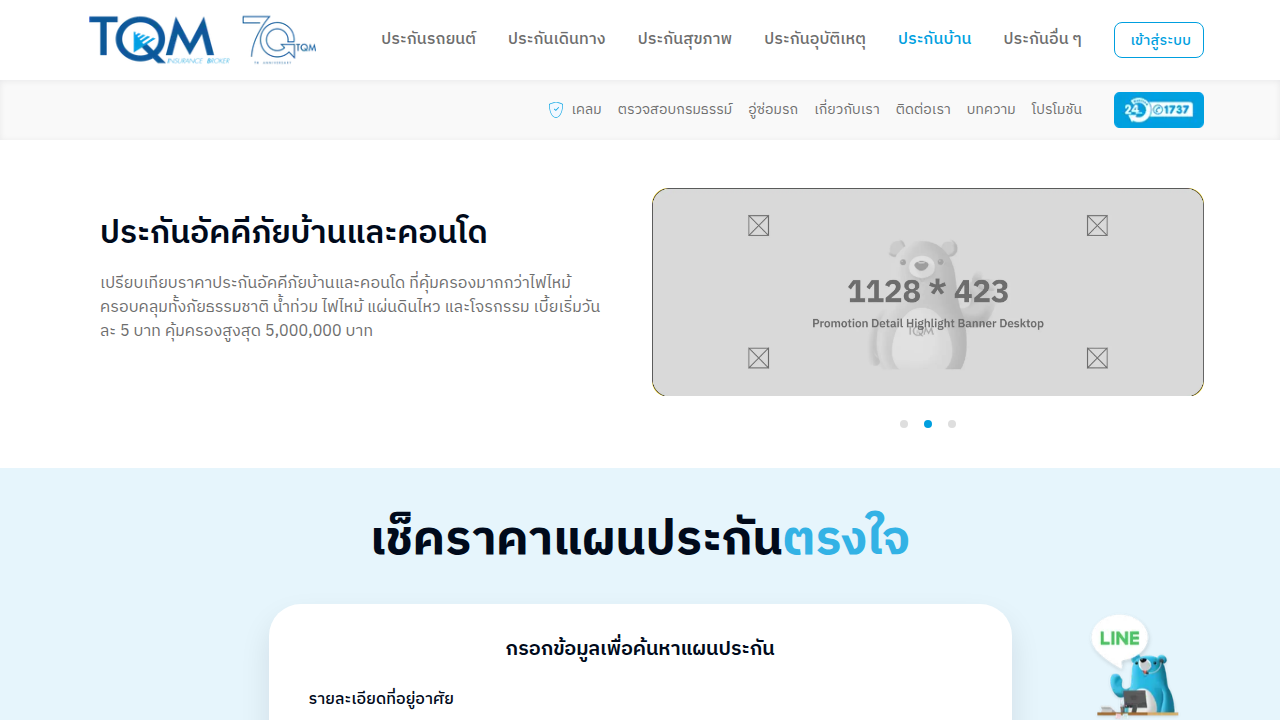 TQM
INSURANCE BROKER
70 TQM
TH ANNIVERSARY
ประกันรถยนต์
ประกันเดินทาง
ประกันสุขภาพ
ประกันอุบัติเหตุ
ประกันบ้าน
ประกันอื่น ๆ
เข้าสู่ระบบ
เคลม
ตรวจสอบกรมธรรม์
อู่ซ่อมรถ
เกี่ยวกับเรา
ติดต่อเรา
บทความ
โปรโมชัน
24 1737
ประกันอัคคีภัยบ้านและคอนโด
เปรียบเทียบราคาประกันอัคคีภัยบ้านและคอนโด ที่คุ้มครองมากกว่าไฟไหม้
ครอบคลุมทั้งภัยธรรมชาติ น้ำท่วม ไฟไหม้ แผ่นดินไหว และโจรกรรม เบี้ยเริ่มวัน
ละ 5 บาท คุ้มครองสูงสุด 5,000,000 บาท
1128 * 423
Promotion Detail Highlight Banner Desktop
TQM
เช็คราคาแผนประกันตรงใจ
กรอกข้อมูลเพื่อค้นหาแผนประกัน
รายละเอียดที่อยู่อาศัย
LINE